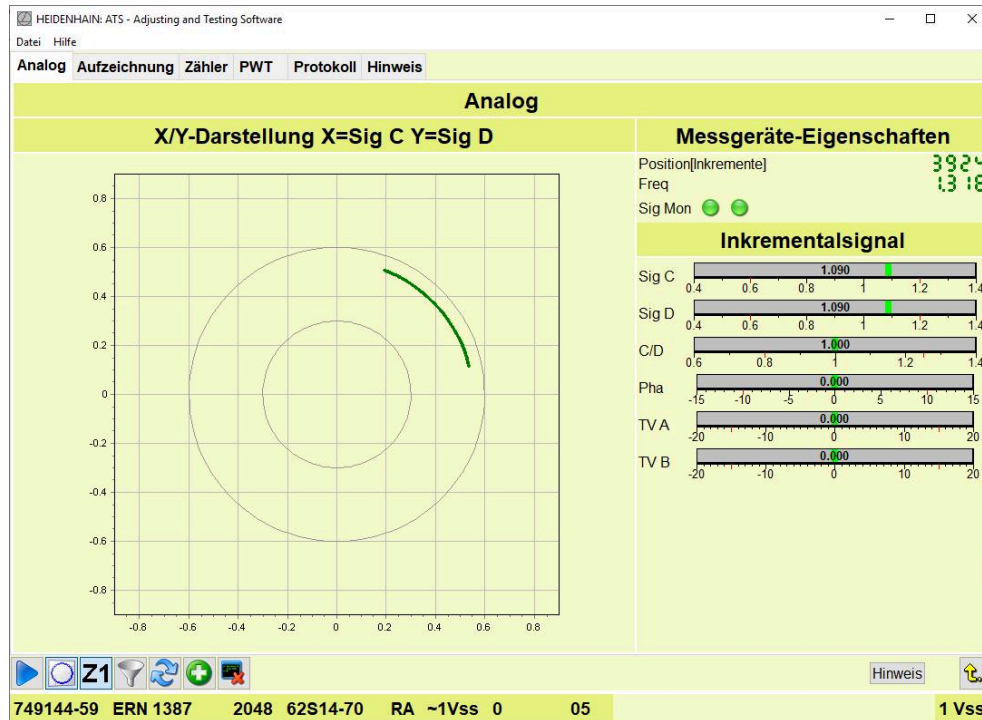 HEIDENHAIN: ATS - Adjusting and Testing Software
Datei Hilfe
Analog Aufzeichnung Zähler PWT Protokoll Hinweis
Analog
X/Y-Darstellung X=Sig C Y=Sig D
0.8
0.6
0.4
0.2
0
-0.2
-0.4
-0.6
-0.8
-0.8 -0.6 -0.4 -0.2 0 0.2 0.4 0.6 0.8
Messgeräte-Eigenschaften
Position[Inkremente] 3924
Freq 1.318
Sig Mon
Inkrementalsignal
Sig C 1.090
0.4 0.6 0.8 1 1.2 1.4
Sig D 1.090
0.4 0.6 0.8 1 1.2 1.4
C/D 1.000
0.6 0.8 1 1.2 1.4
Pha 0.000
-15 -10 -5 0 5 10 15
TV A 0.000
-20 -10 0 10 20
TV B 0.000
-20 -10 0 10 20
Z1
Hinweis
749144-59 ERN 1387 2048 62S14-70 RA ~1Vss 0 05 1 Vss